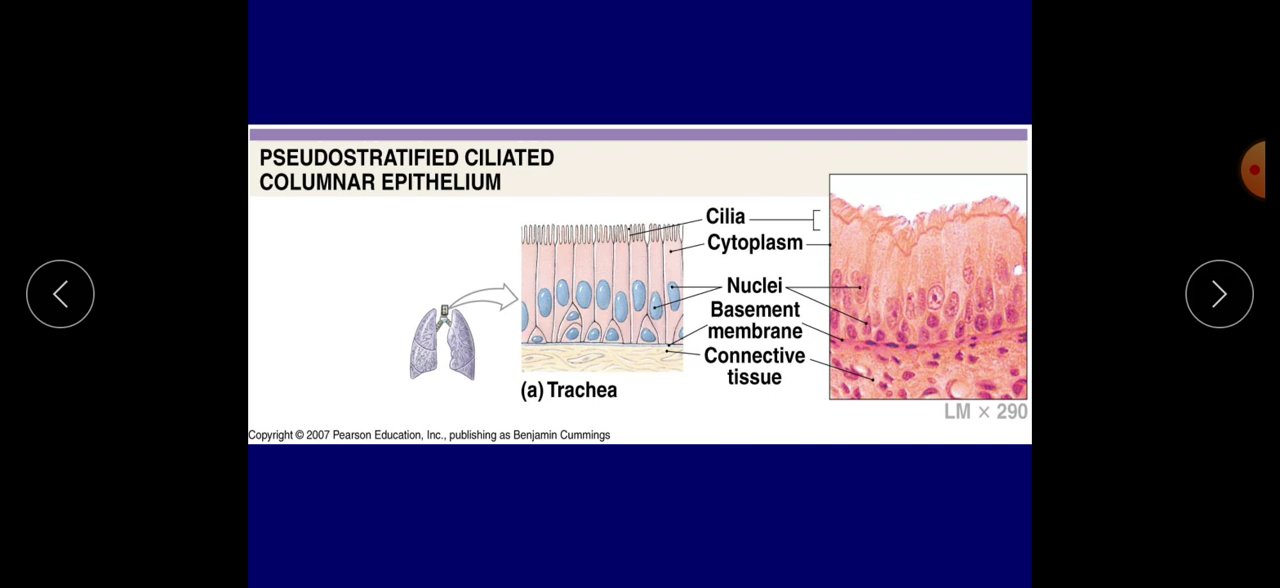 PSEUDOSTRATIFIED CILIATED
COLUMNAR EPITHELIUM
Cilia
Cytoplasm
Nuclei
Basement
membrane
Connective
tissue
(a) Trachea
LM × 290
Copyright © 2007 Pearson Education, Inc., publishing as Benjamin Cummings